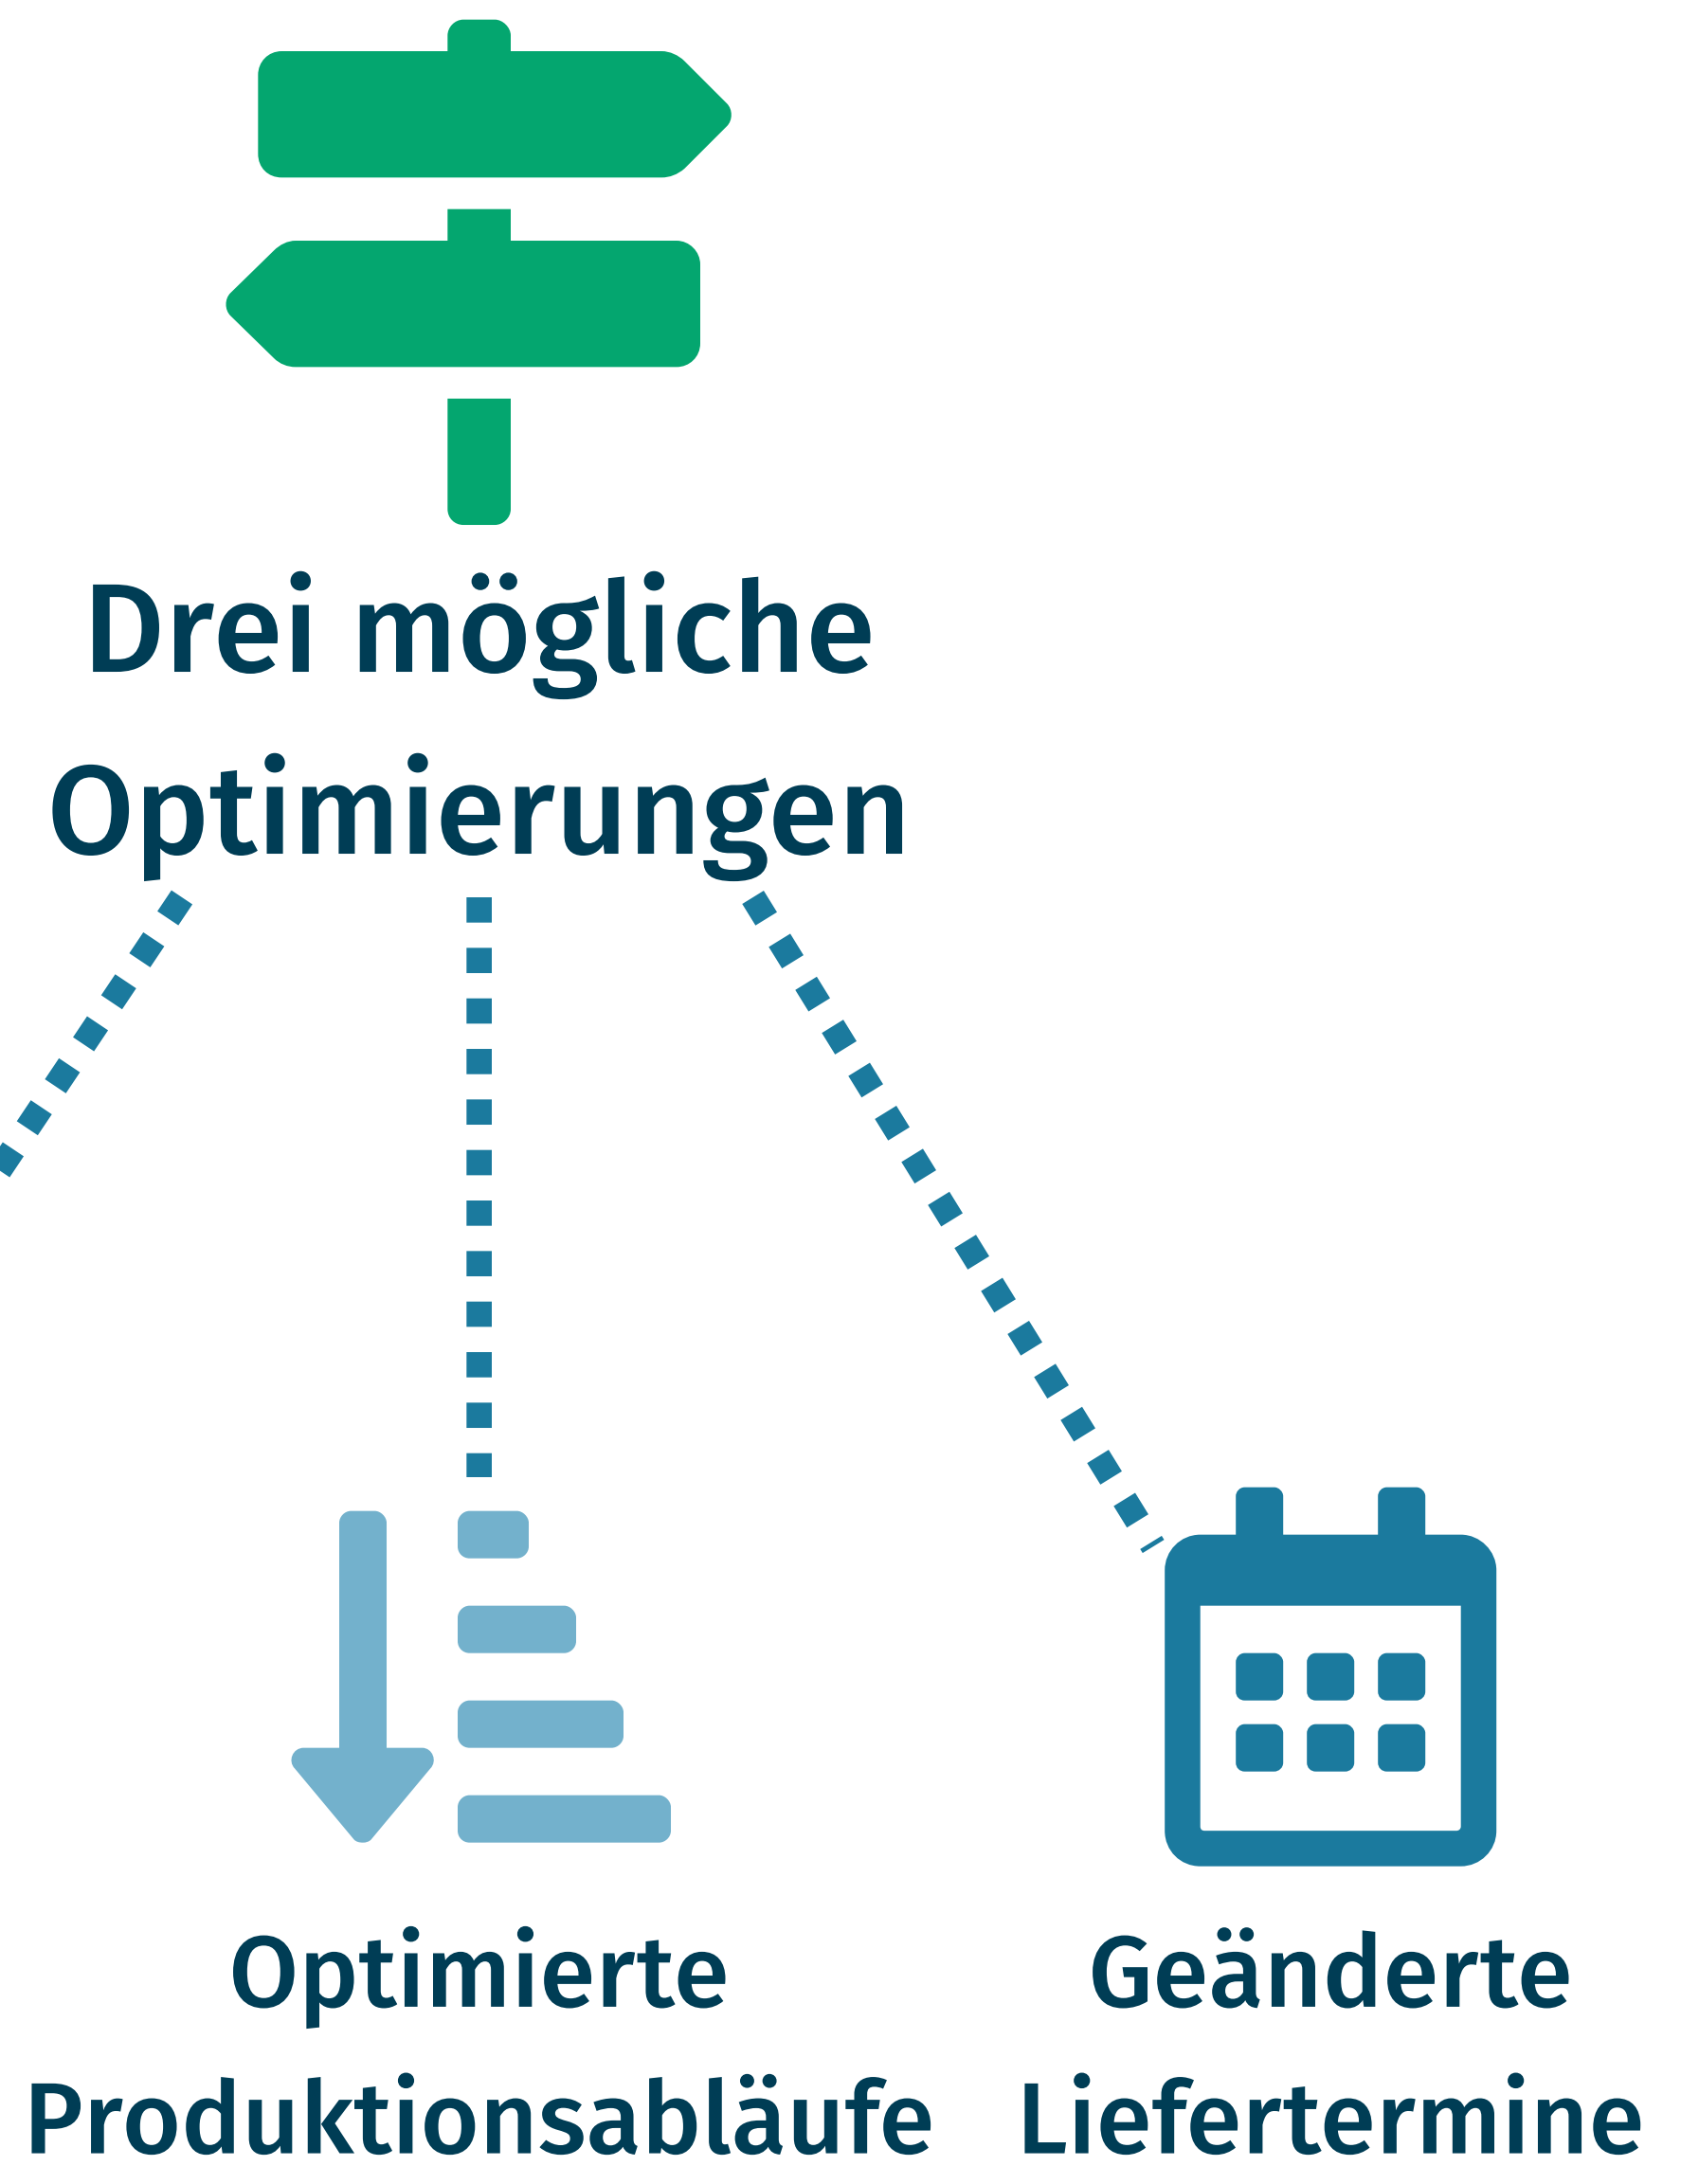 Drei mögliche
Optimierungen
Optimierte
Produktionsabläufe
Geänderte
Liefertermine